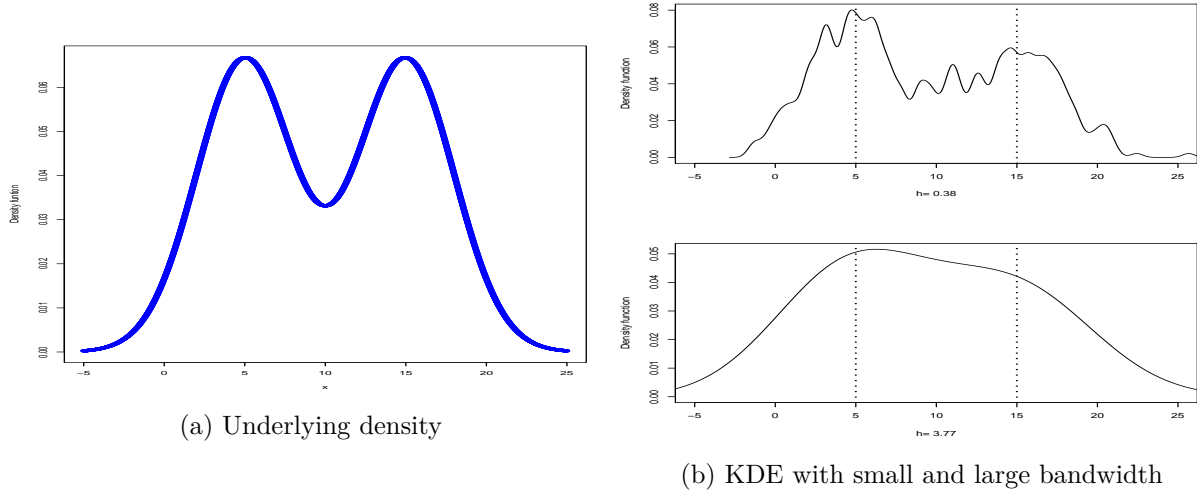 Density funtion
0.00 0.01 0.02 0.03 0.04 0.05 0.06
−5 0 5 10 15 20 25
x
(a) Underlying density
Density function
0.00 0.02 0.04 0.06 0.08
−5 0 5 10 15 20 25
h= 0.38
Density function
0.00 0.01 0.02 0.03 0.04 0.05
−5 0 5 10 15 20 25
h= 3.77
(b) KDE with small and large bandwidth